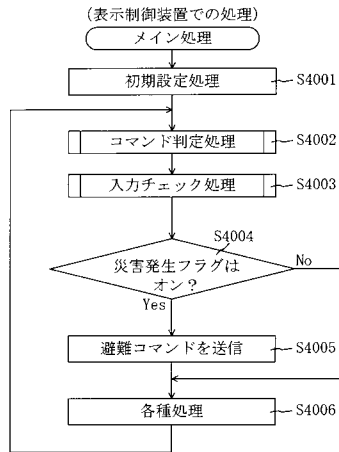 (表示制御装置での処理)
メイン処理
初期設定処理 S4001
コマンド判定処理 S4002
入力チェック処理 S4003
S4004
災害発生フラグは
オン?
No
Yes
避難コマンドを送信 S4005
各種処理 S4006